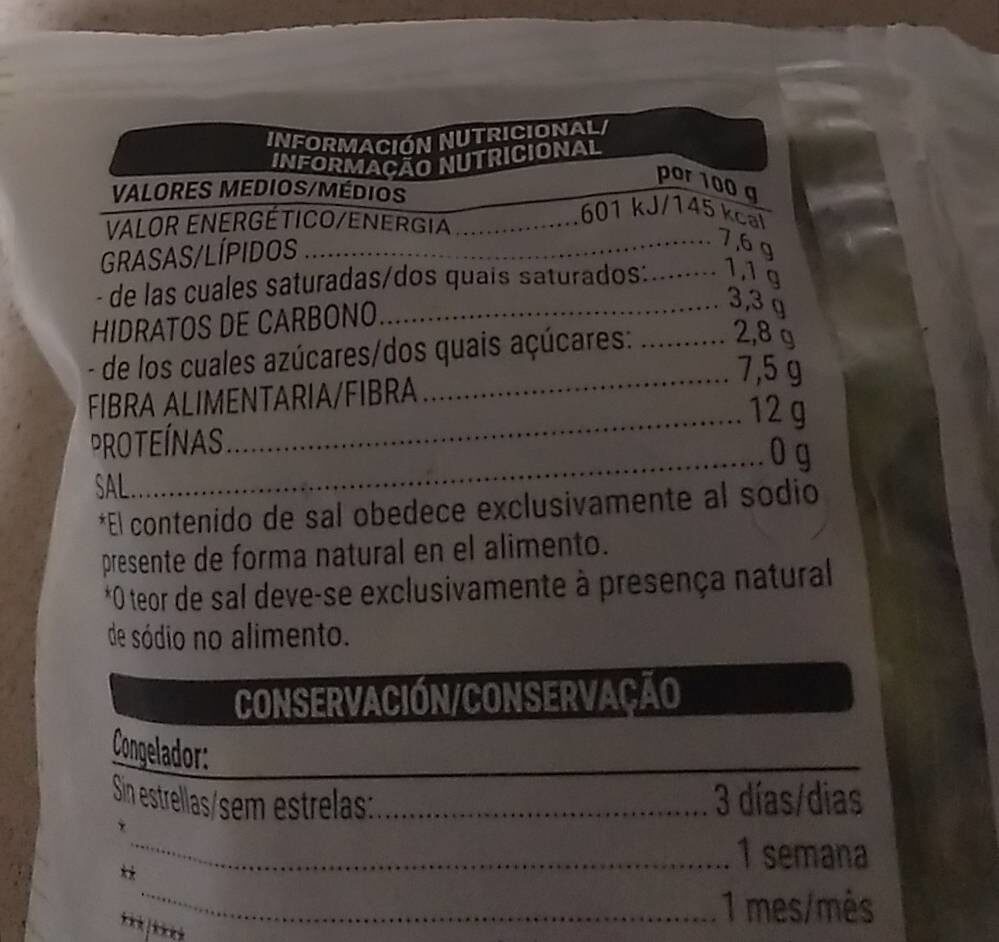 INFORMACIÓN NUTRICIONAL/
INFORMAÇÃO NUTRICIONAL
VALORES MEDIOS/MÉDIOS por 100 g
VALOR ENERGÉTICO/ENERGIA..............601 kJ/145 kcal
GRASAS/LÍPIDOS.............................................. 7,6 g
- de las cuales saturadas/dos quais saturados:........ 1,1 g
HIDRATOS DE CARBONO...................................... 3,3 g
- de los cuales azúcares/dos quais açúcares: .......... 2,8 g
FIBRA ALIMENTARIA/FIBRA................................ 7,5 g
PROTEÍNAS..................................................... 12 g
SAL.................................................................0 g
*El contenido de sal obedece exclusivamente al sodio
presente de forma natural en el alimento.
*O teor de sal deve-se exclusivamente à presença natural
de sódio no alimento.
CONSERVACIÓN/CONSERVAÇÃO
Congelador:
Sin estrellas/sem estrelas:.................................. 3 días/dias
* ................................................................ 1 semana
** .............................................................. 1 mes/mês
***/****